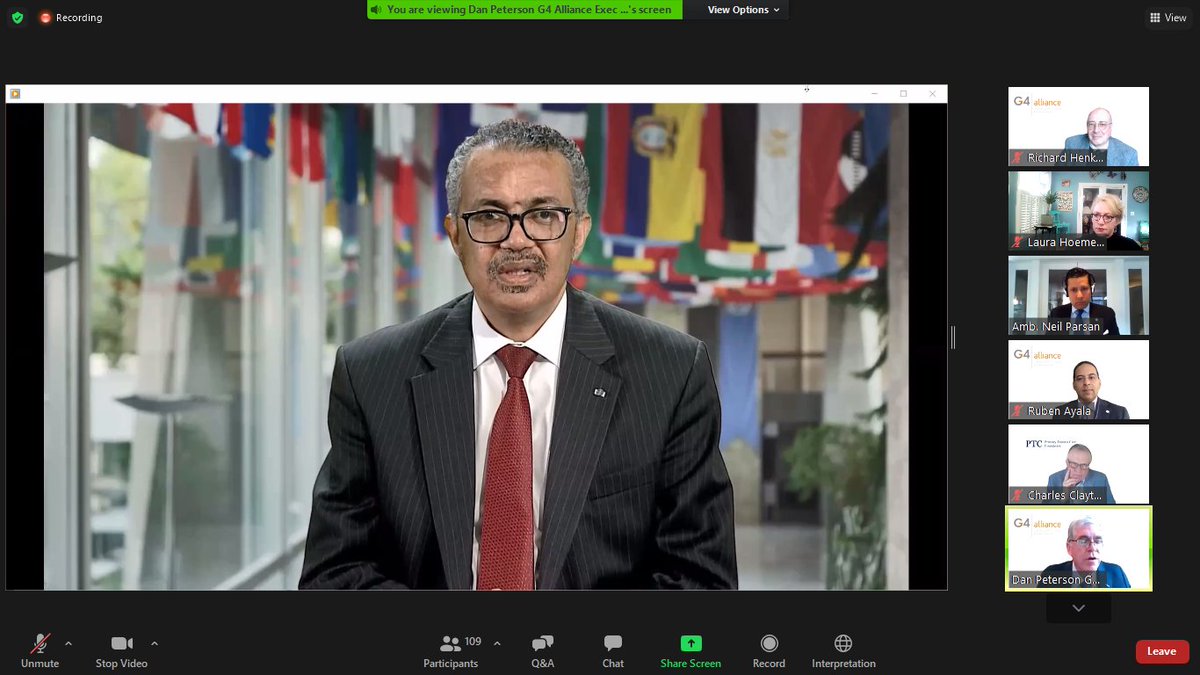 Recording
You are viewing Dan Peterson G4 Alliance Exec ...'s screen
View Options
View
G4 alliance
Richard Henk...
Laura Hoeme...
Amb. Neil Parsan
G4 alliance
Ruben Ayala
PTC
Charles Clayt...
G4 alliance
Dan Peterson G...
Unmute
Stop Video
109
Participants
Q&A
Chat
Share Screen
Record
Interpretation
Leave